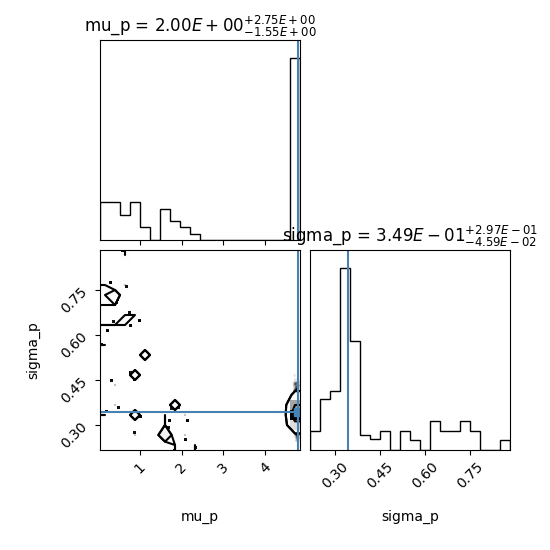 mu_p = 2.00E + 00+2.75E+00 −1.55E+00
sigma_p = 3.49E − 01+2.97E−01 −4.59E−02
0.75
0.60
0.45
0.30
sigma_p
1 2 3 4
mu_p
0.30 0.45 0.60 0.75
sigma_p